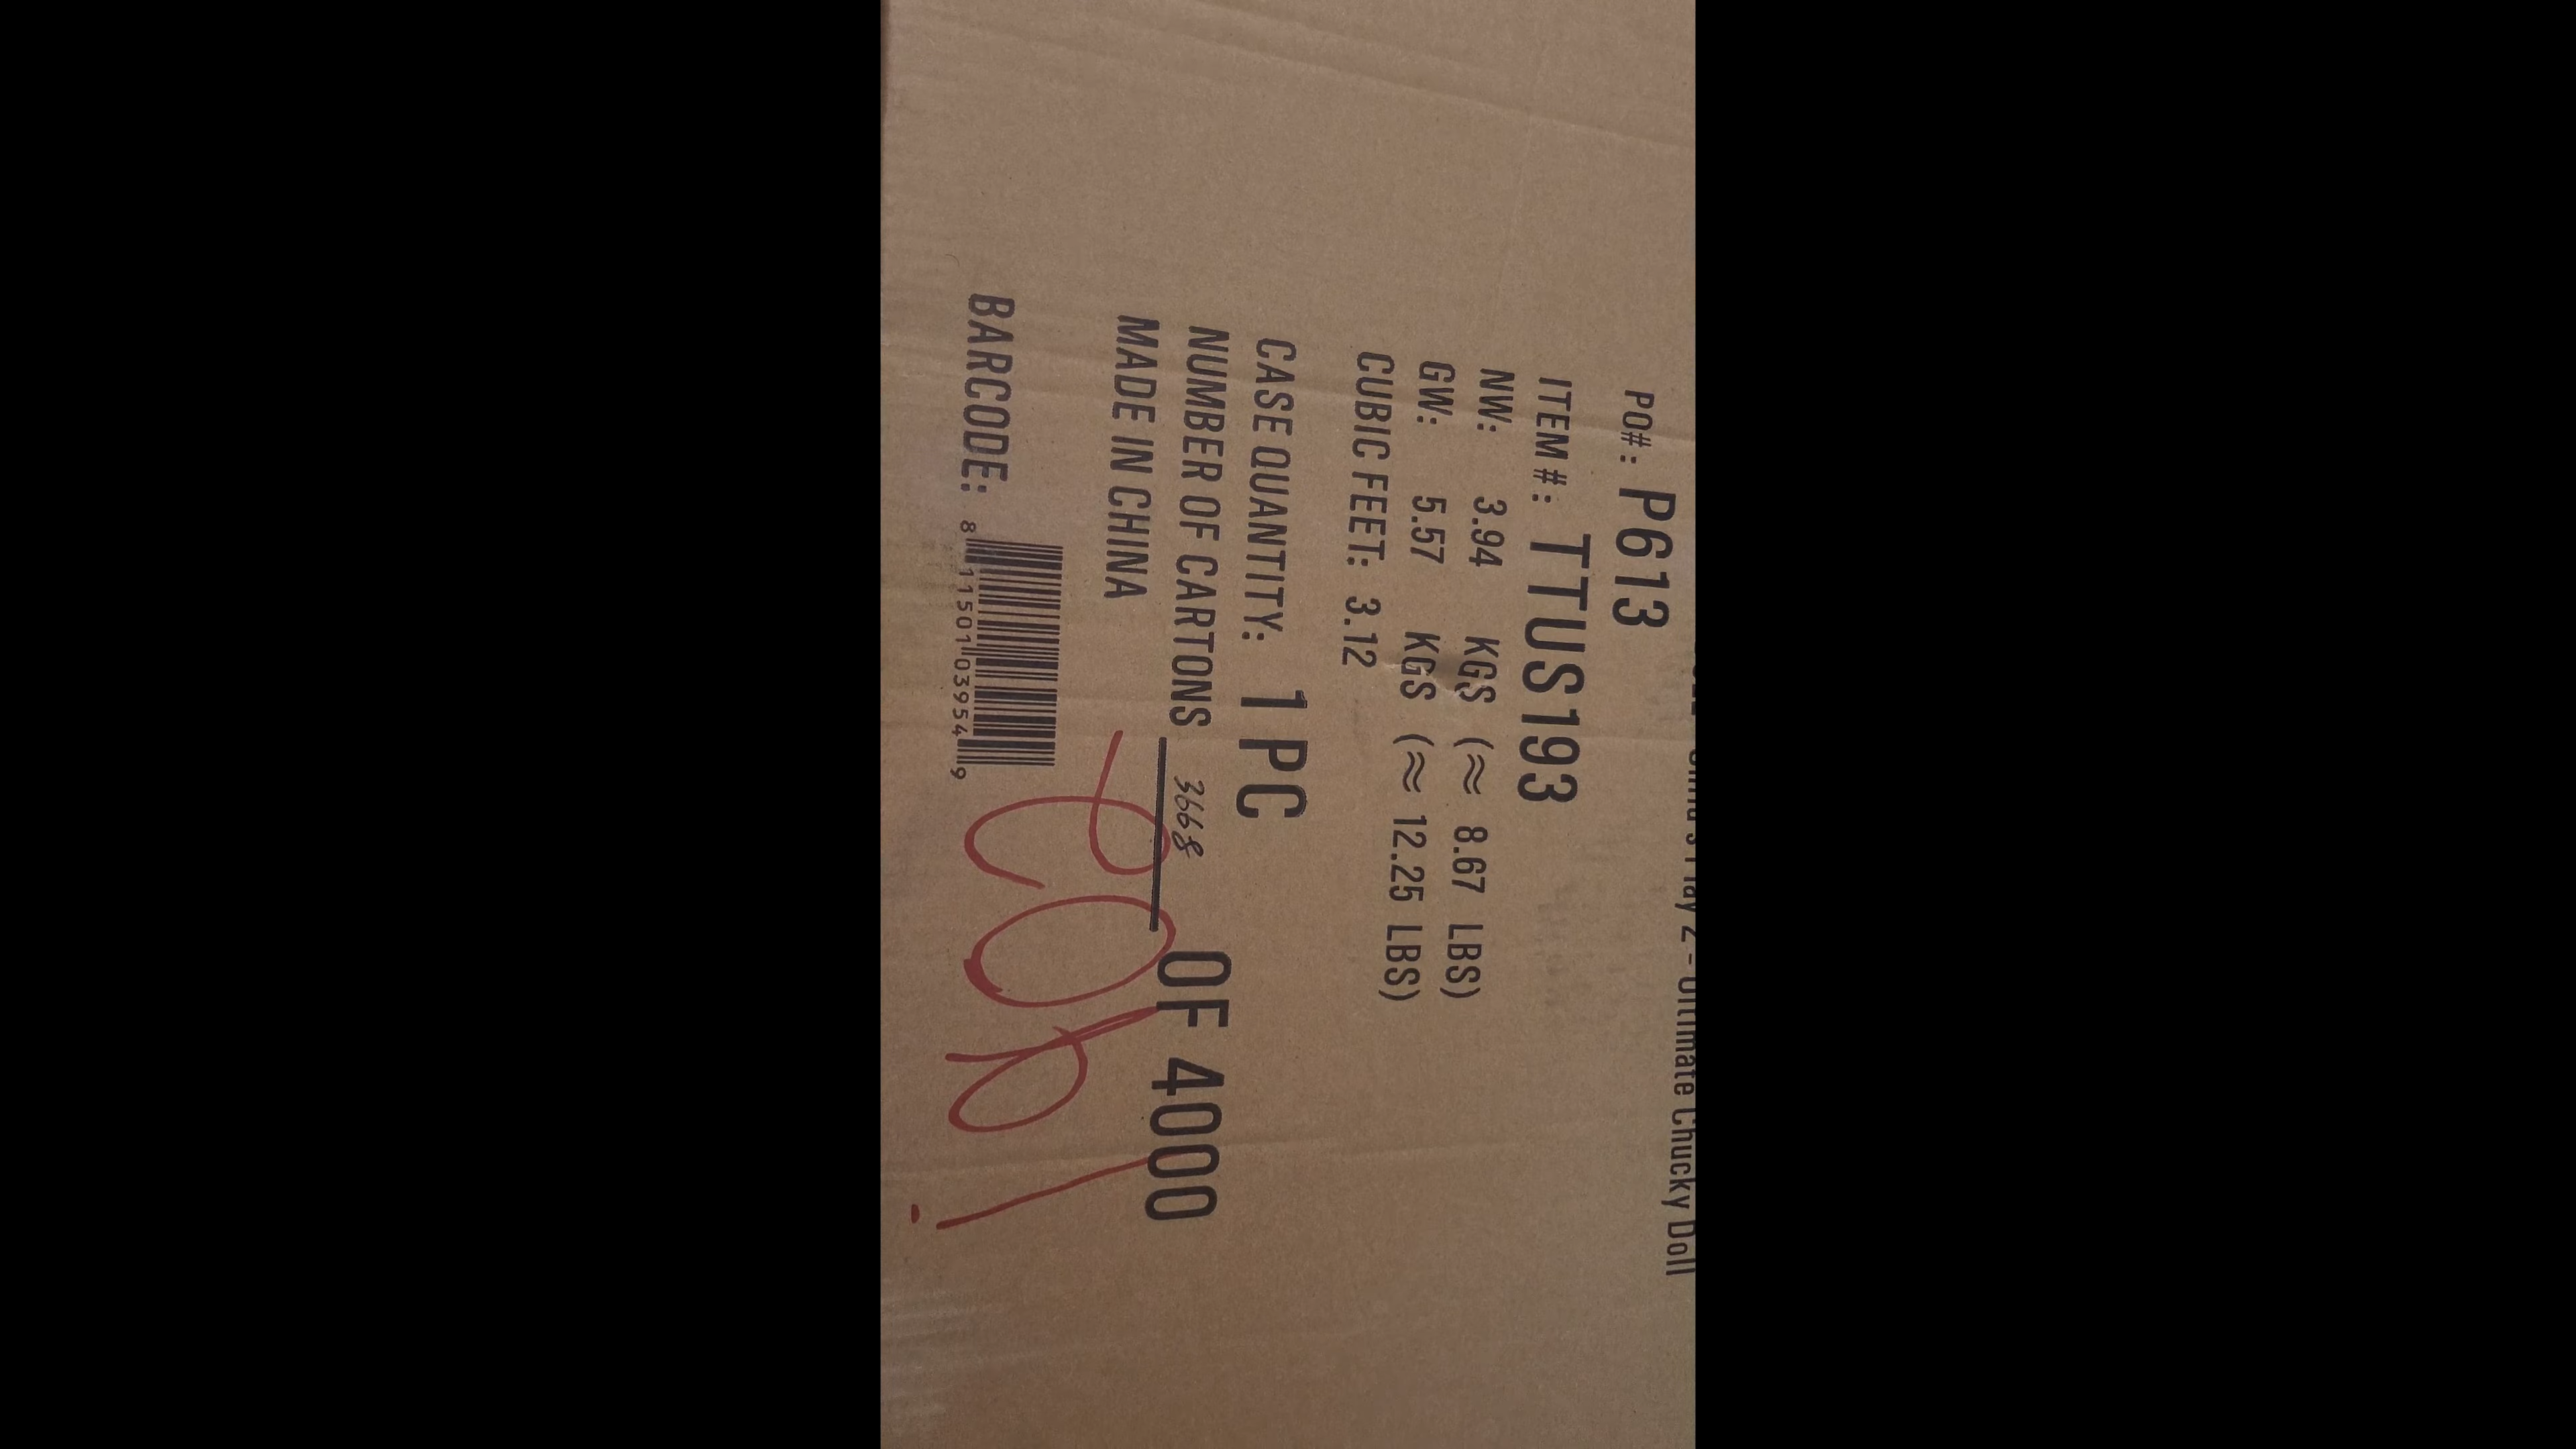 Chucky Doll
PO#: P613
ITEM #: TTUS193
NW: 3.94 KGS (≈ 8.67 LBS)
GW: 5.57 KGS (≈ 12.25 LBS)
CUBIC FEET: 3.12
CASE QUANTITY: 1 PC
NUMBER OF CARTONS 3668 OF 4000
MADE IN CHINA
BARCODE: 8 11501 03954 9